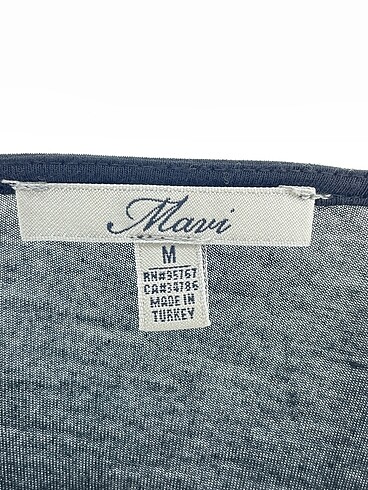 Mavi
M
RN#95767
CA#34786
MADE IN
TURKEY